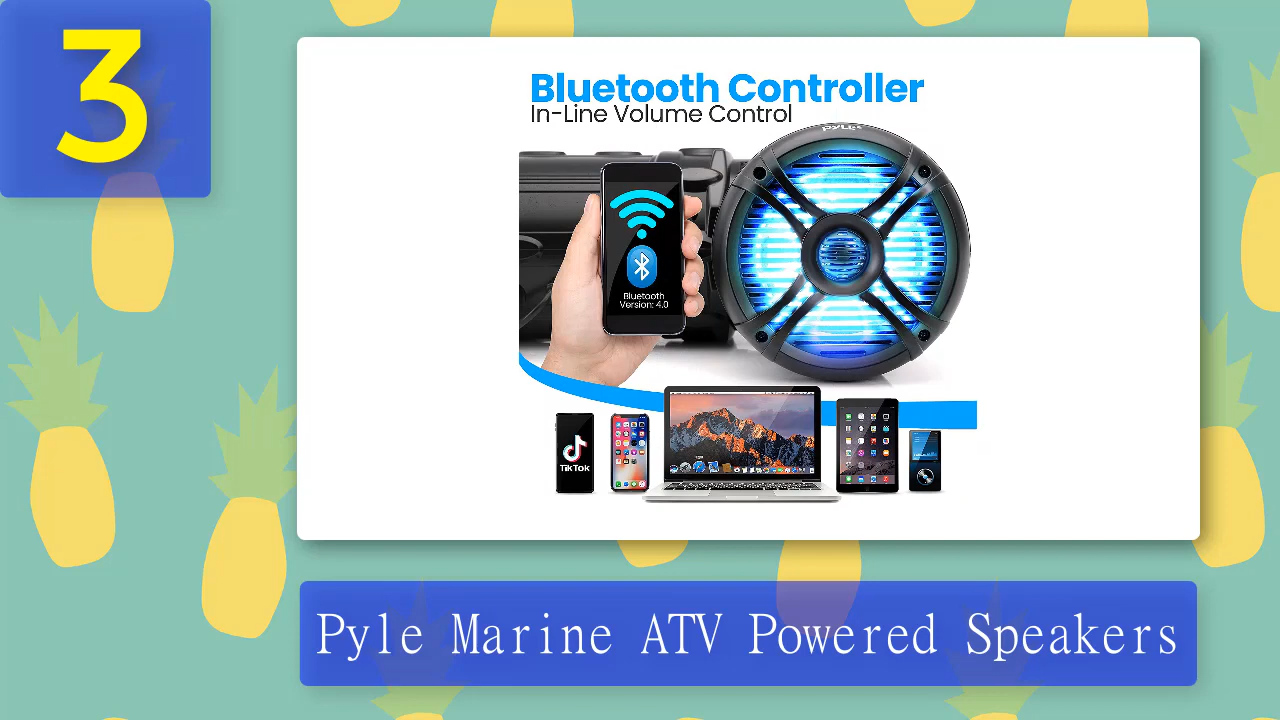 3
Bluetooth Controller
In-Line Volume Control
PYLE
Bluetooth
Version: 4.0
TikTok
Pyle Marine ATV Powered Speakers